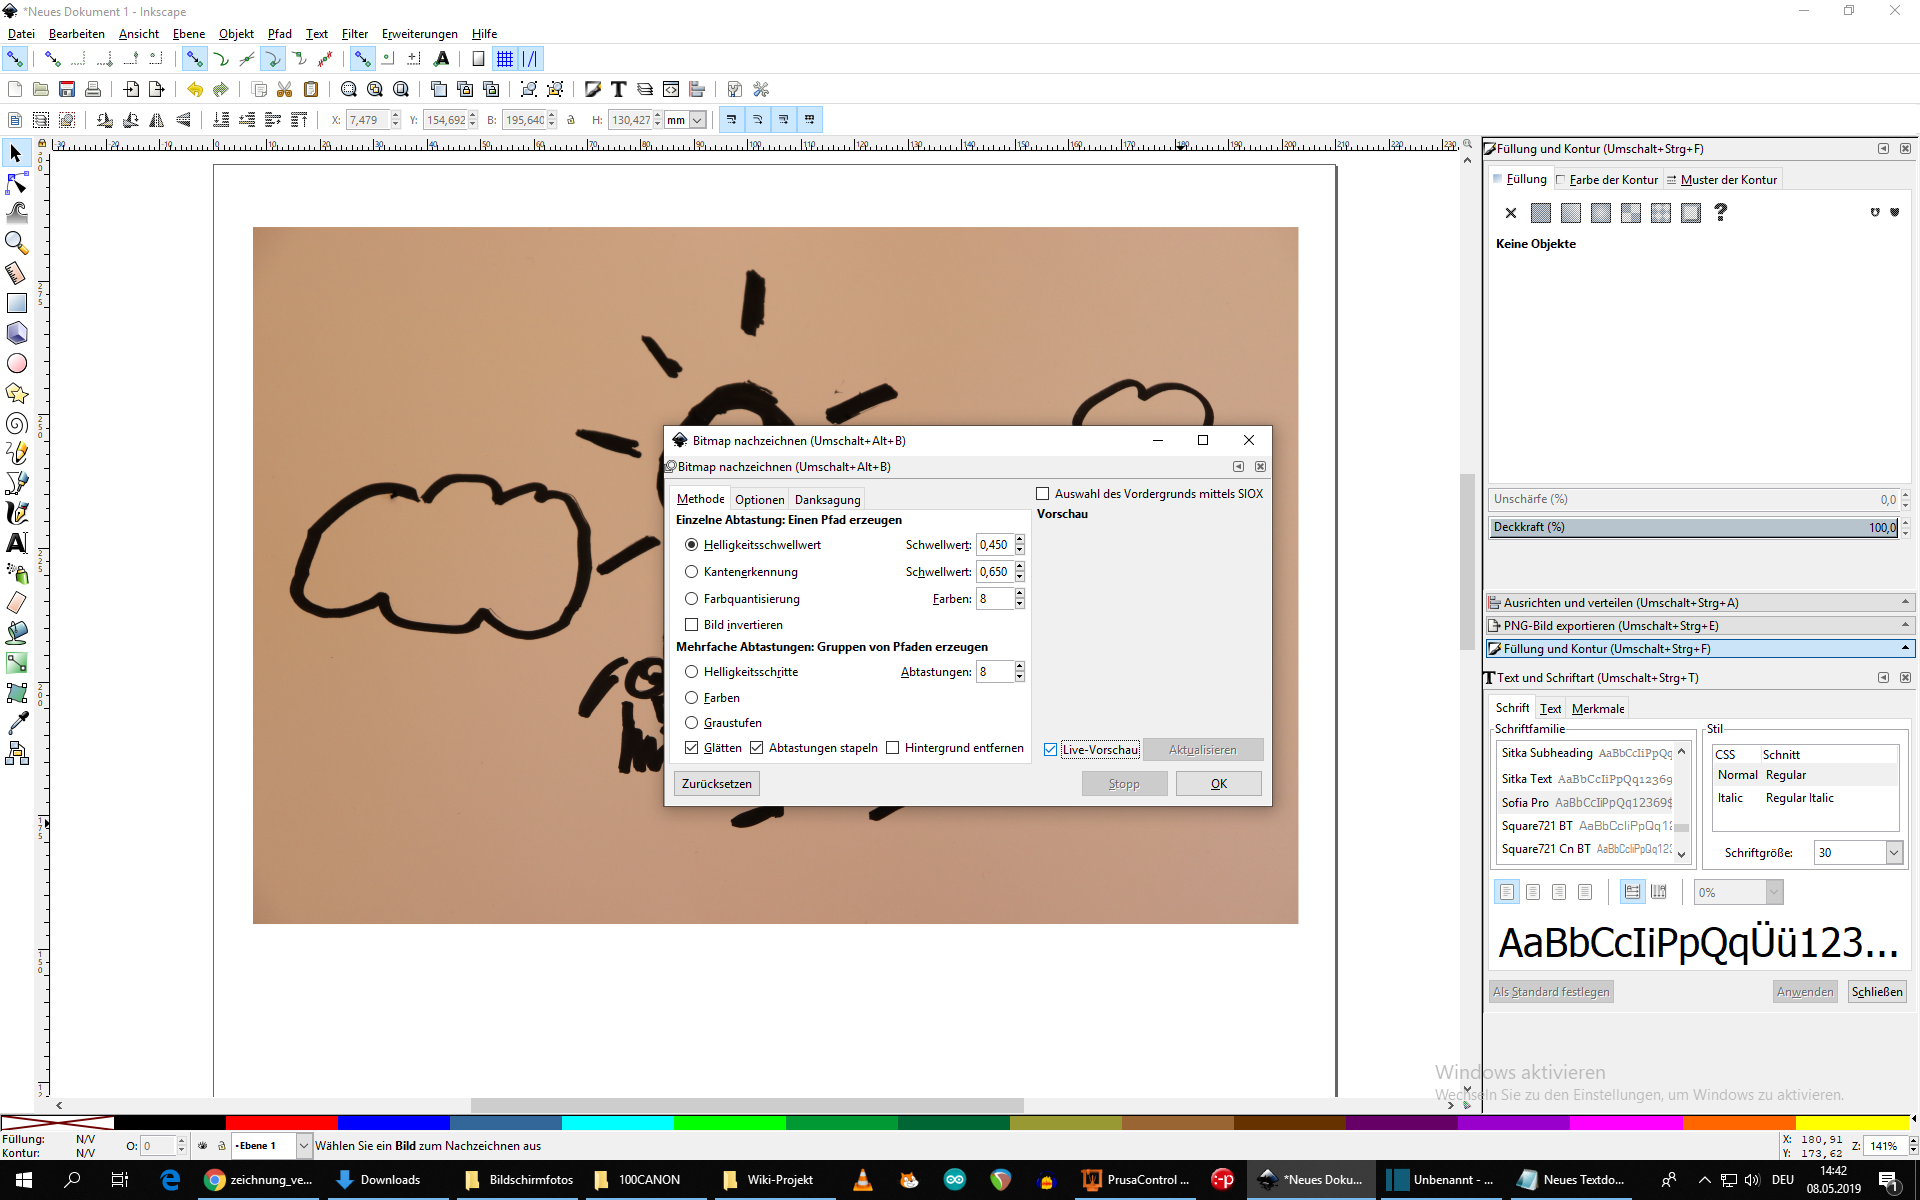 *Neues Dokument 1 - Inkscape
Datei Bearbeiten Ansicht Ebene Objekt Pfad Text Filter Erweiterungen Hilfe
X: 7,479 Y: 154,692 B: 195,640 H: 130,427 mm
Füllung und Kontur (Umschalt+Strg+F)
Füllung Farbe der Kontur Muster der Kontur
Keine Objekte
Unschärfe (%) 0,0
Deckkraft (%) 100,0
Ausrichten und verteilen (Umschalt+Strg+A)
PNG-Bild exportieren (Umschalt+Strg+E)
Füllung und Kontur (Umschalt+Strg+F)
Text und Schriftart (Umschalt+Strg+T)
Schrift Text Merkmale
Schriftfamilie Stil
Sitka Subheading AaBbCcIiPpQq
Sitka Text AaBbCcIiPpQq12369
Sofia Pro AaBbCcIiPpQq12369$
Square721 BT AaBbCcIiPpQq12
Square721 Cn BT AaBbCcIiPpQq123
CSS Schnitt
Normal Regular
Italic Regular Italic
Schriftgröße: 30
0%
AaBbCcIiPpQqÜü123...
Als Standard festlegen Anwenden Schließen
Bitmap nachzeichnen (Umschalt+Alt+B)
Bitmap nachzeichnen (Umschalt+Alt+B)
Methode Optionen Danksagung
Auswahl des Vordergrunds mittels SIOX
Vorschau
Einzelne Abtastung: Einen Pfad erzeugen
Helligkeitsschwellwert Schwellwert: 0,450
Kantenerkennung Schwellwert: 0,650
Farbquantisierung Farben: 8
Bild invertieren
Mehrfache Abtastungen: Gruppen von Pfaden erzeugen
Helligkeitsschritte Abtastungen: 8
Farben
Graustufen
Glätten Abtastungen stapeln Hintergrund entfernen
Live-Vorschau Aktualisieren
Zurücksetzen Stopp OK
Windows aktivieren
Wechseln Sie zu den Einstellungen, um Windows zu aktivieren.
Füllung: N/V
Kontur: N/V
O: 0
Ebene 1
Wählen Sie ein Bild zum Nachzeichnen aus
X: 180,91
Y: 173,62
Z: 141%
zeichnung_ve... Downloads Bildschirmfotos 100CANON Wiki-Projekt PrusaControl ... *Neues Doku... Unbenannt - ... Neues Textdo... DEU
14:42
08.05.2019
1